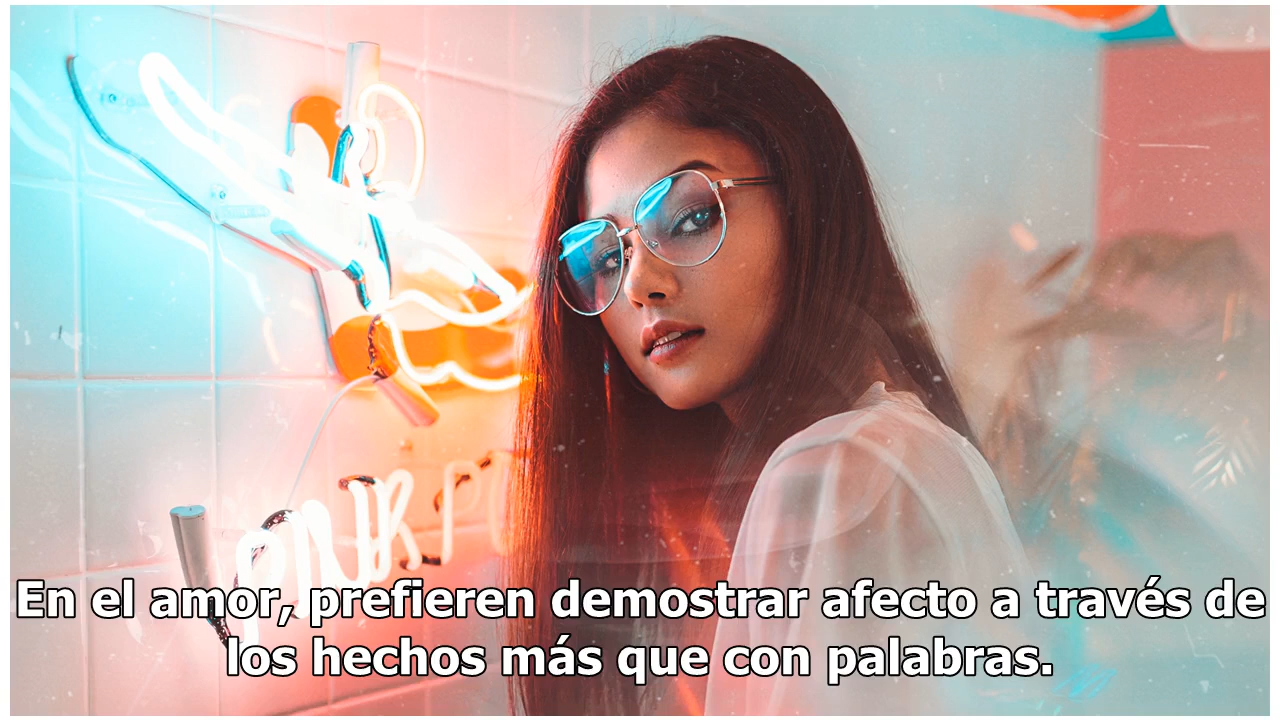 En el amor, prefieren demostrar afecto a través de
los hechos más que con palabras.